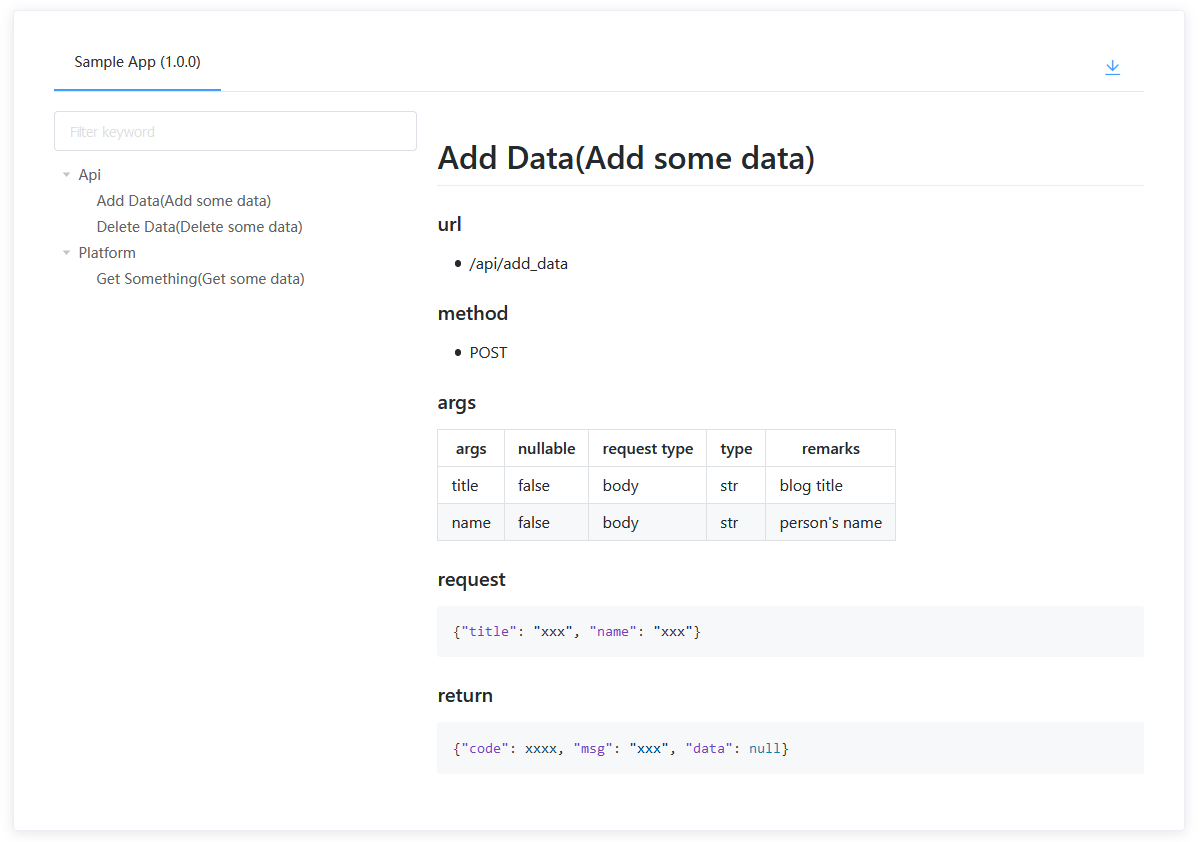 Sample App (1.0.0)
Filter keyword
Api
Add Data(Add some data)
Delete Data(Delete some data)
Platform
Get Something(Get some data)
Add Data(Add some data)
url
/api/add_data
method
POST
args
args nullable request type type remarks
title false body str blog title
name false body str person's name
request
{"title": "xxx", "name": "xxx"}
return
{"code": xxxx, "msg": "xxx", "data": null}